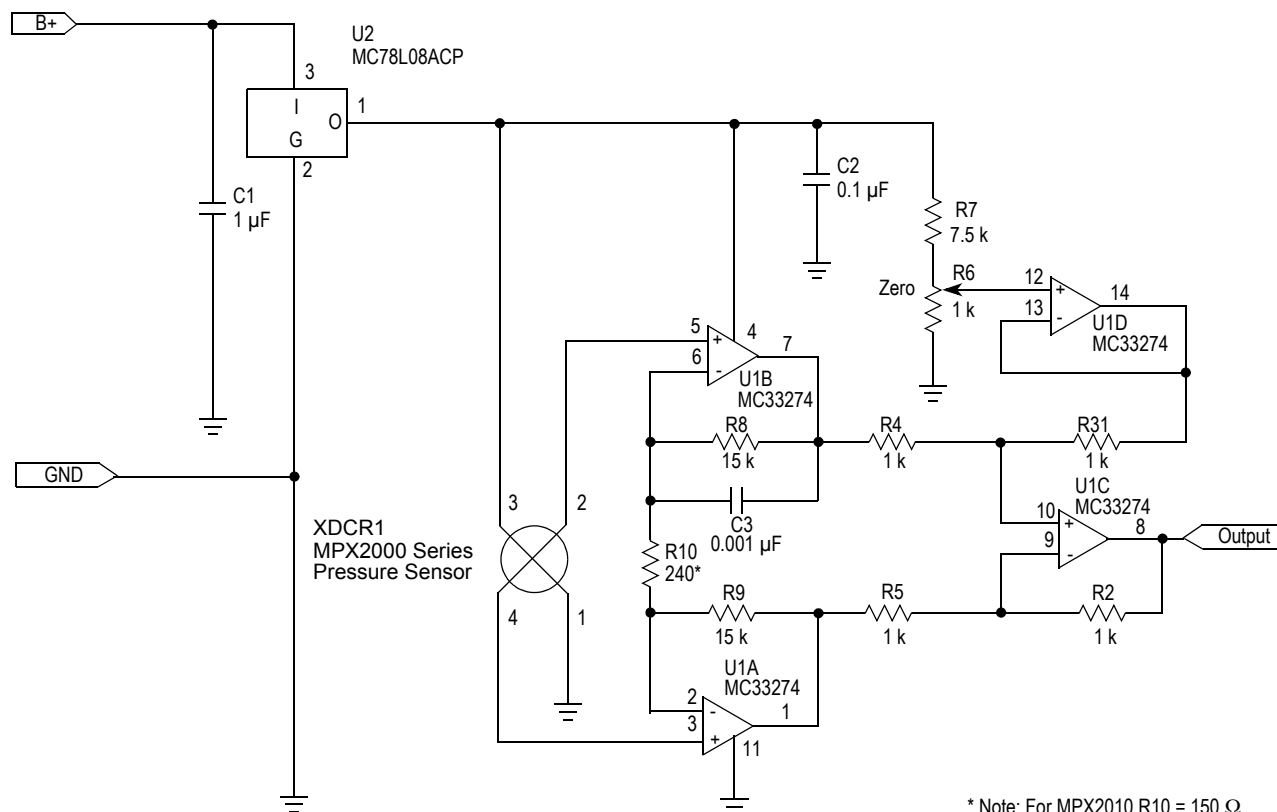 B+
U2
MC78L08ACP
3
I
O
G
1
2
C1
1 µF
C2
0.1 µF
R7
7.5 k
Zero
R6
1 k
12
+
13
-
14
U1D
MC33274
5
+
4
6
-
7
U1B
MC33274
R8
15 k
R4
1 k
R31
1 k
GND
C3
0.001 µF
U1C
MC33274
10
+
9
-
8
Output
3
2
XDCR1
MPX2000 Series
Pressure Sensor
R10
240*
4
1
R9
15 k
R5
1 k
R2
1 k
U1A
MC33274
2
-
3
+
1
11
* Note: For MPX2010 R10 = 150 Ω